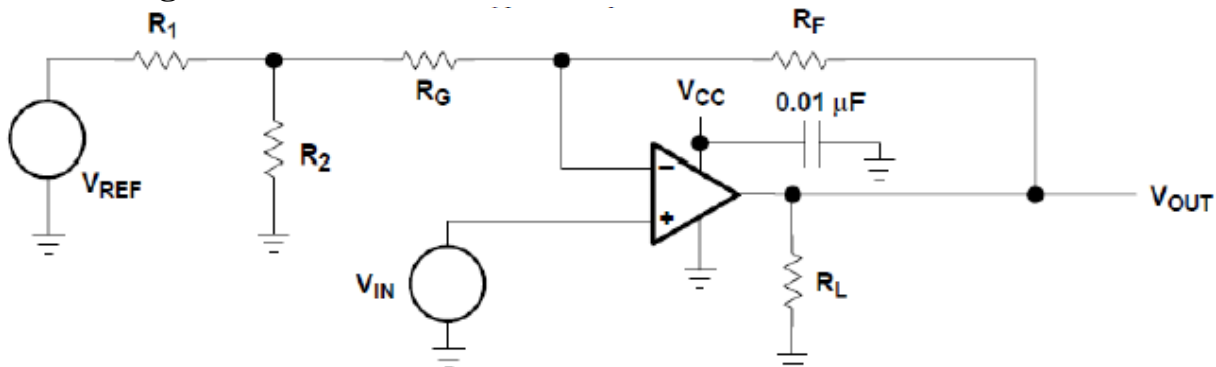 R1
RG
RF
VCC
0.01 μF
R2
VREF
VOUT
VIN
RL